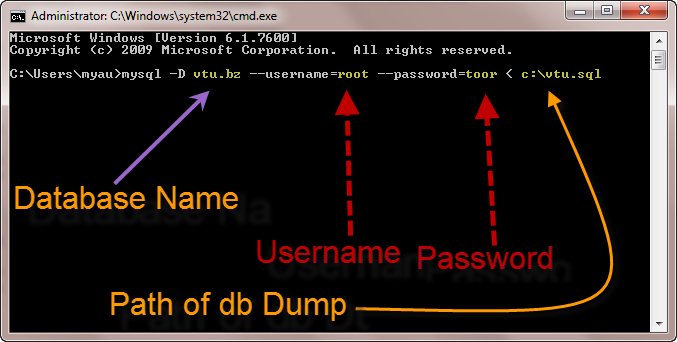 Administrator: C:\Windows\system32\cmd.exe
Microsoft Windows [Version 6.1.7600]
Copyright (c) 2009 Microsoft Corporation.  All rights reserved.
C:\Users\myau>mysql -D vtu.bz --username=root --password=toor < c:\vtu.sql
Database Name
Username
Password
Path of db Dump